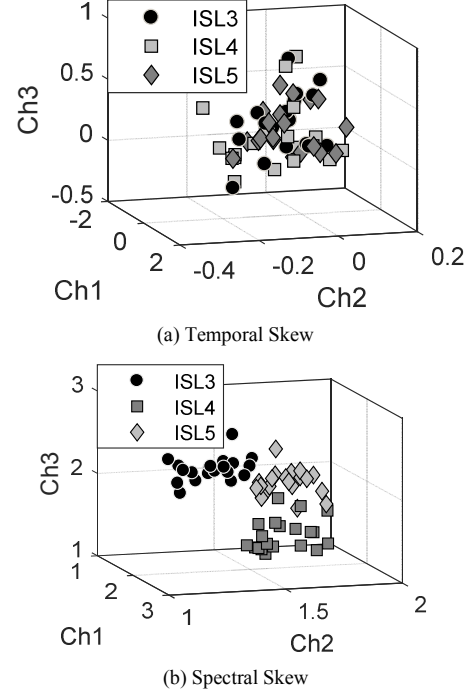 1
ISL3
ISL4
ISL5
0.5
0
-0.5
Ch3
-2
0
2
Ch1
-0.4
-0.2
0
0.2
Ch2
(a) Temporal Skew
3
ISL3
ISL4
ISL5
2
1
Ch3
1
2
3
Ch1
1
1.5
2
Ch2
(b) Spectral Skew